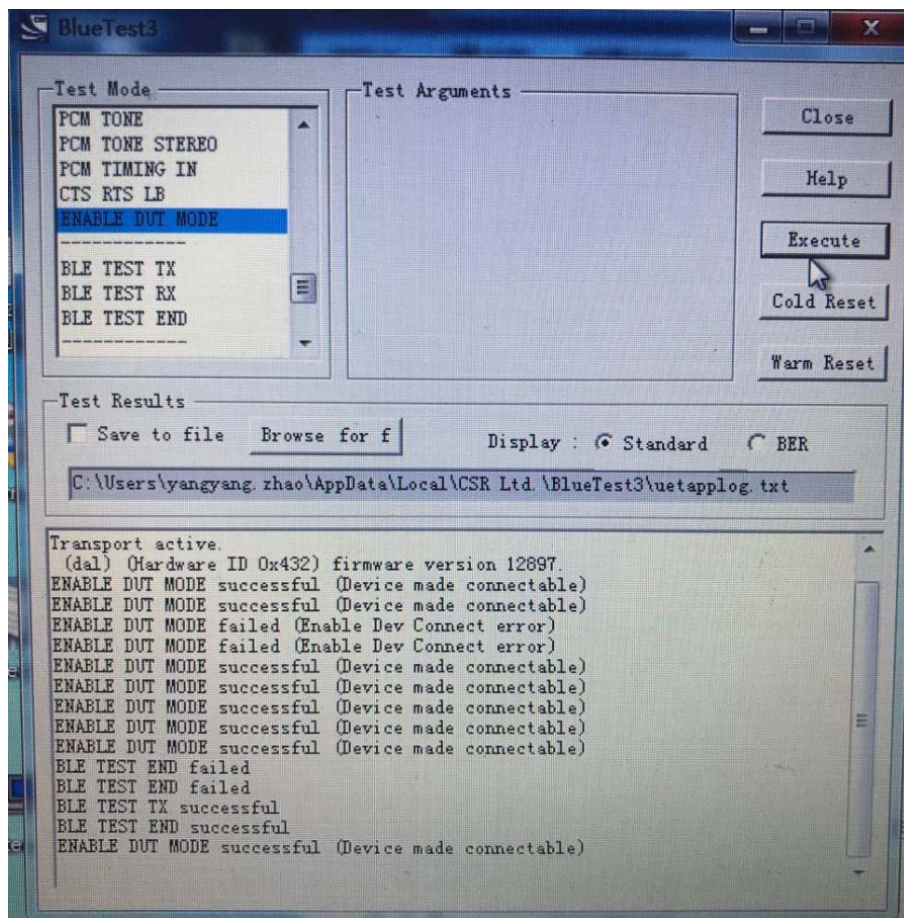 BlueTest3
Test Mode
PCM TONE
PCM TONE STEREO
PCM TIMING IN
CTS RTS LB
ENABLE DUT MODE
------------
BLE TEST TX
BLE TEST RX
BLE TEST END
------------
Test Arguments
Close
Help
Execute
Cold Reset
Warm Reset
Test Results
Save to file
Browse for f
Display :
Standard
BER
C:\Users\yangyang.zhao\AppData\Local\CSR Ltd.\BlueTest3\uetapplog.txt
Transport active.
(dal) (Hardware ID 0x432) firmware version 12897.
ENABLE DUT MODE successful (Device made connectable)
ENABLE DUT MODE successful (Device made connectable)
ENABLE DUT MODE failed (Enable Dev Connect error)
ENABLE DUT MODE failed (Enable Dev Connect error)
ENABLE DUT MODE successful (Device made connectable)
ENABLE DUT MODE successful (Device made connectable)
ENABLE DUT MODE successful (Device made connectable)
ENABLE DUT MODE successful (Device made connectable)
ENABLE DUT MODE successful (Device made connectable)
BLE TEST END failed
BLE TEST END failed
BLE TEST TX successful
BLE TEST END successful
ENABLE DUT MODE successful (Device made connectable)